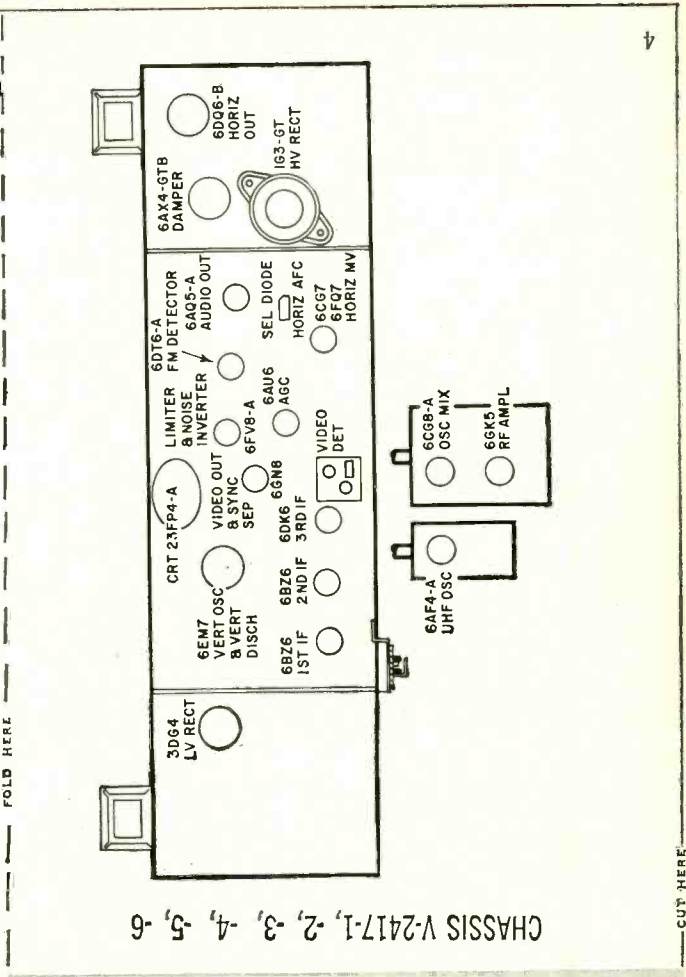 FOLD HERE
4
CHASSIS V-2417-1, -2, -3, -4, -5, -6
3DG4
LV RECT
6EM7
VERT OSC
& VERT
DISCH
CRT 23FP4-A
VIDEO OUT
& SYNC
SEP
6GN8
LIMITER
& NOISE
INVERTER
6FV8-A
6DT6-A
FM DETECTOR
6AQ5-A
AUDIO OUT
6AU6
AGC
SEL DIODE
HORIZ AFC
6CG7
6FQ7
HORIZ MV
6BZ6
1ST IF
6BZ6
2ND IF
6DK6
3RD IF
VIDEO
DET
6AX4-GTB
DAMPER
6DQ6-B
HORIZ
OUT
1G3-GT
HV RECT
6AF4-A
UHF OSC
6CG8-A
OSC MIX
6GK5
RF AMPL
CUT HERE